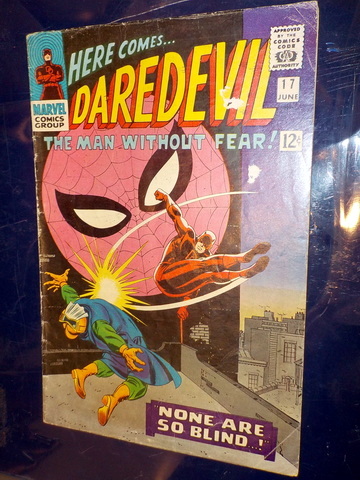 HERE COMES...
DAREDEVIL
THE MAN WITHOUT FEAR!
MARVEL
COMICS
GROUP
APPROVED
BY THE
COMICS
CODE
AUTHORITY
17
JUNE
12¢
"NONE ARE
SO BLIND..!"